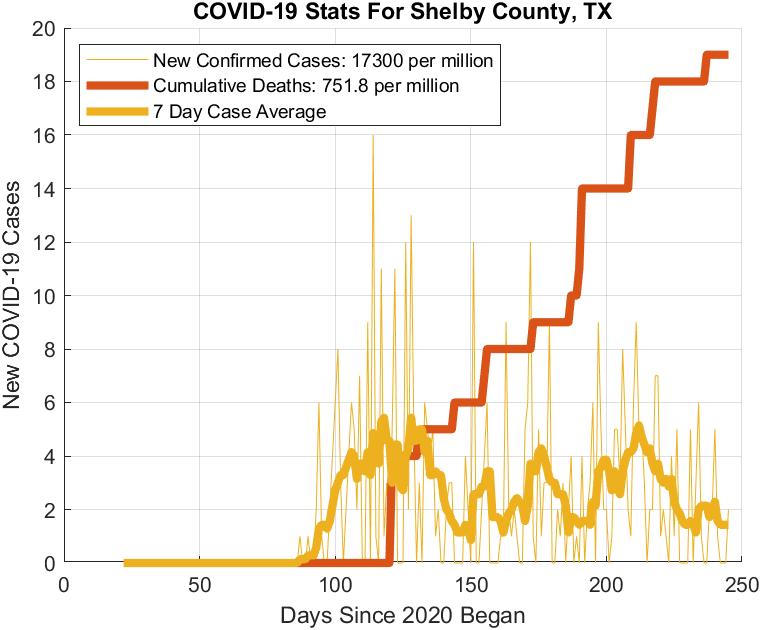 COVID-19 Stats For Shelby County, TX
New Confirmed Cases: 17300 per million
Cumulative Deaths: 751.8 per million
7 Day Case Average
New COVID-19 Cases
20
18
16
14
12
10
8
6
4
2
0
0 50 100 150 200 250
Days Since 2020 Began